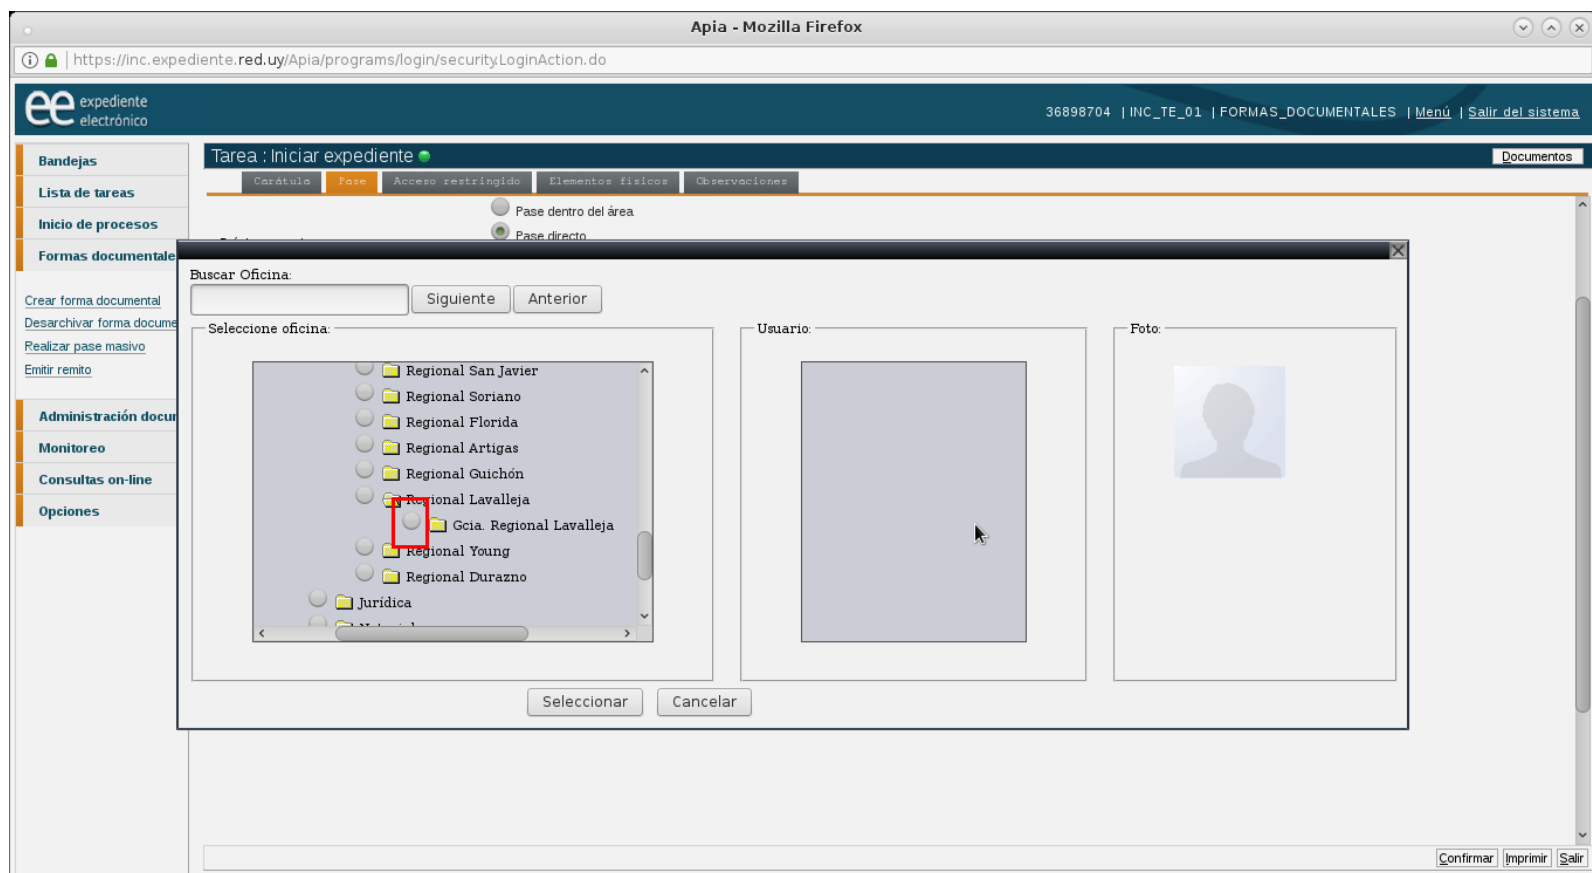 Apia - Mozilla Firefox
https://inc.expediente.red.uy/Apia/programs/login/security.LoginAction.do
ee expediente electrónico
36898704 | INC_TE_01 | FORMAS_DOCUMENTALES | Menú | Salir del sistema
Bandejas
Lista de tareas
Inicio de procesos
Formas documentale
Crear forma documental
Desarchivar forma docume
Realizar pase masivo
Emitir remito
Administración docur
Monitoreo
Consultas on-line
Opciones
Tarea : Iniciar expediente
Documentos
Carátula Pase Acceso restringido Elementos físicos Observaciones
Pase dentro del área
Pase directo
Buscar Oficina:
Siguiente Anterior
Seleccione oficina:
Regional San Javier
Regional Soriano
Regional Florida
Regional Artigas
Regional Guichón
Regional Lavalleja
Gcia. Regional Lavalleja
Regional Young
Regional Durazno
Jurídica
Usuario:
Foto:
Seleccionar Cancelar
Confirmar Imprimir Salir